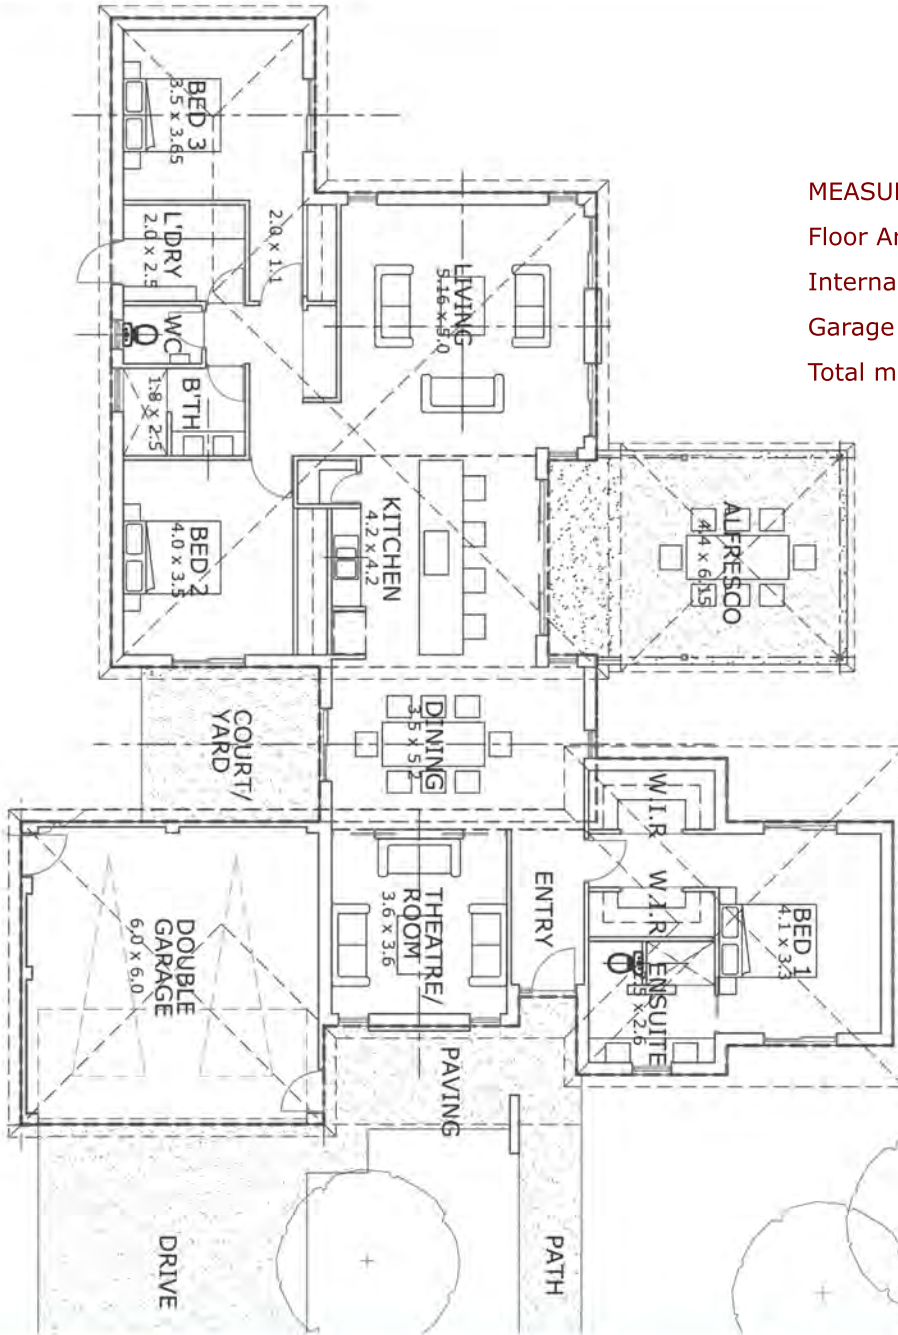 BED 3
3.5 x 3.65
L'DRY
2.0 x 2.5
2.0 x 1.1
WC
B'TH
1.8 x 2.5
LIVING
5.16 x 5.0
MEASU
Floor A
Interna
Garage
Total m
BED 2
4.0 x 3.5
KITCHEN
4.2 x 4.2
ALFRESCO
4.4 x 6.15
COURT/
YARD
DINING
3.5 x 5.2
W.I.R
W.I.R
DOUBLE
GARAGE
6.0 x 6.0
THEATRE/
ROOM
3.6 x 3.6
ENTRY
ENSUITE
x 2.6
BED 1
4.1 x
PAVING
DRIVE
PATH